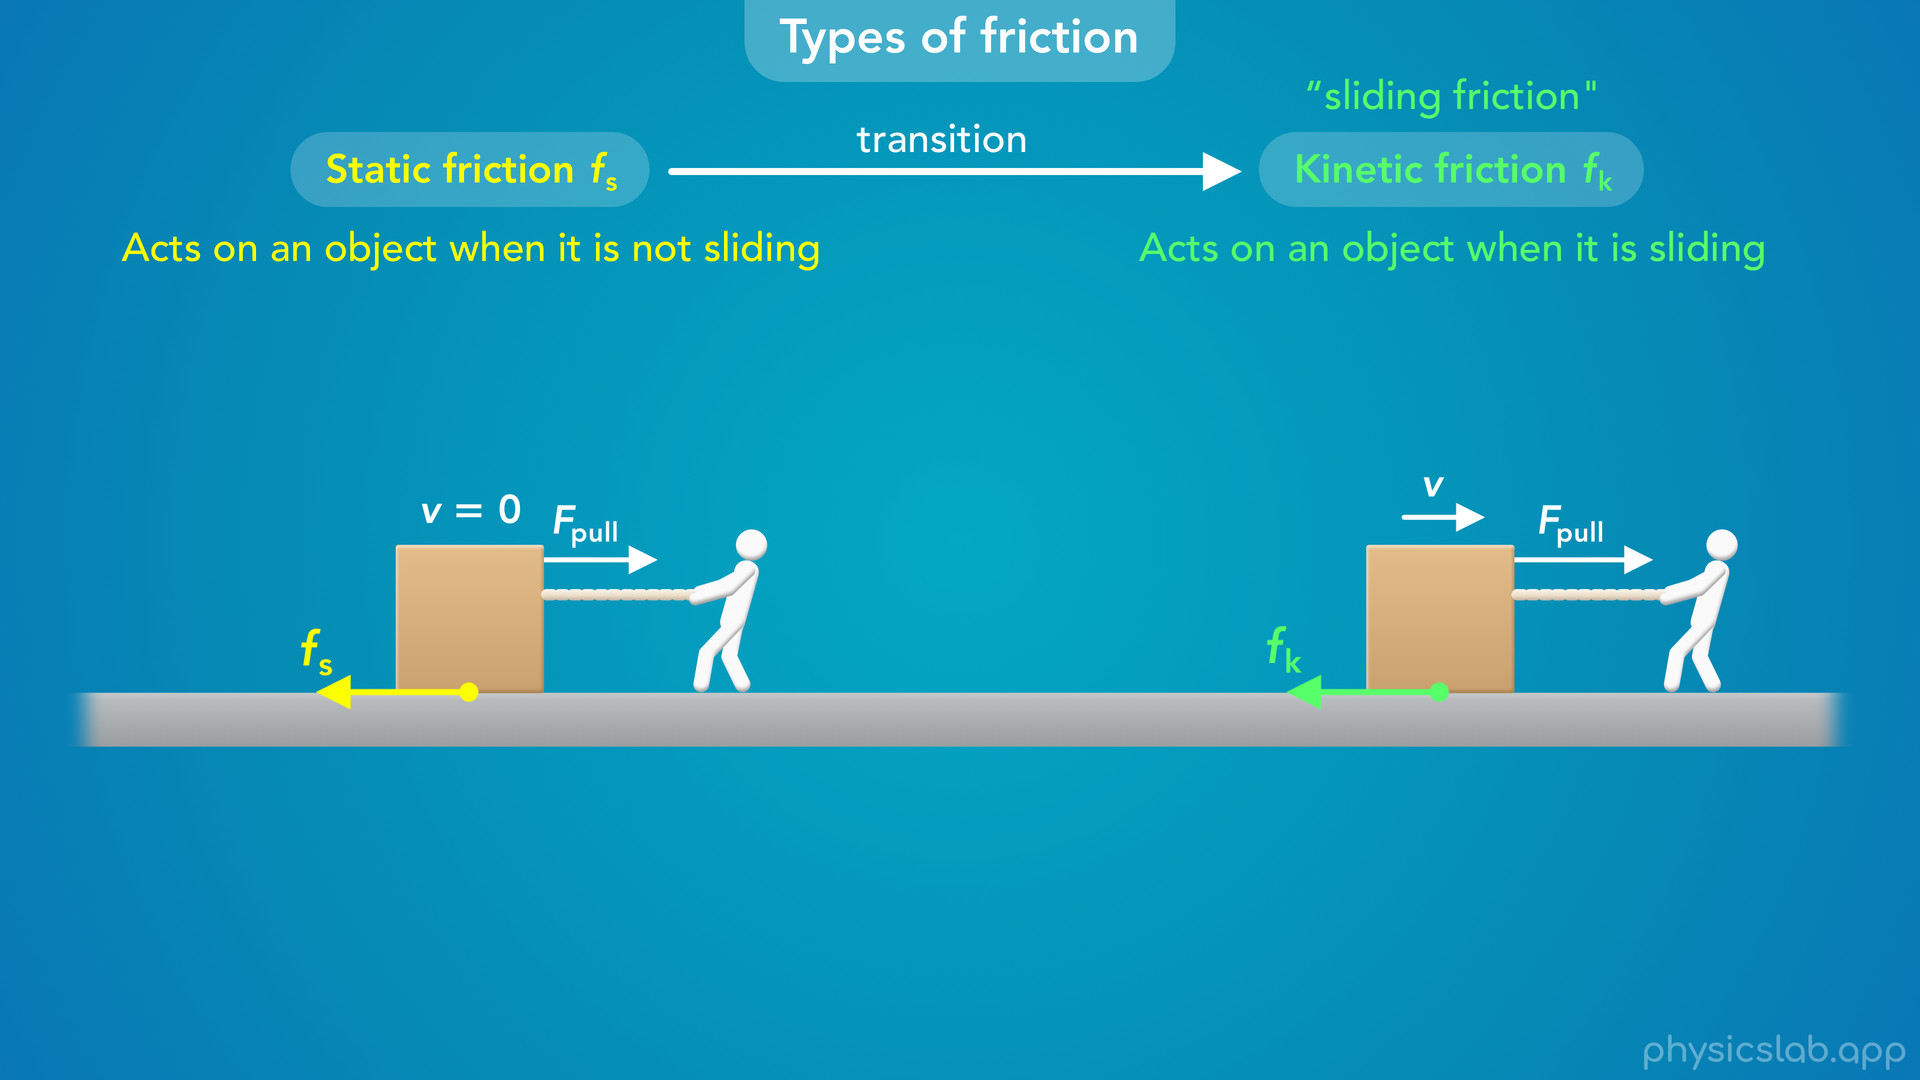 Types of friction
“sliding friction"
Static friction fs
transition
Kinetic friction fk
Acts on an object when it is not sliding
Acts on an object when it is sliding
v = 0
Fpull
fs
v
Fpull
fk
physicslab.app